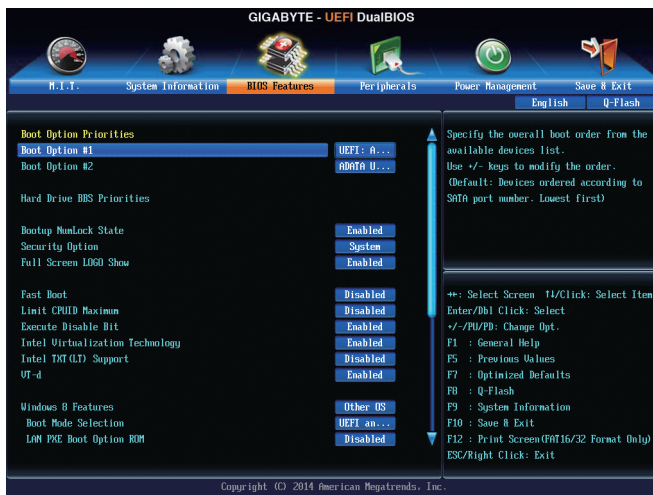 GIGABYTE - UEFI DualBIOS
M.I.T.
System Information
BIOS Features
Peripherals
Power Management
Save & Exit
English
Q-Flash
Boot Option Priorities
Boot Option #1 UEFI: A...
Boot Option #2 ADATA U...
Hard Drive BBS Priorities
Bootup NumLock State Enabled
Security Option System
Full Screen LOGO Show Enabled
Fast Boot Disabled
Limit CPUID Maximum Disabled
Execute Disable Bit Enabled
Intel Virtualization Technology Enabled
Intel TXT(LT) Support Disabled
VT-d Enabled
Windows 8 Features Other OS
Boot Mode Selection UEFI an...
LAN PXE Boot Option ROM Disabled
Specify the overall boot order from the
available devices list.
Use +/- keys to modify the order.
(Default: Devices ordered according to
SATA port number. Lowest first)
→←: Select Screen ↑↓/Click: Select Item
Enter/Dbl Click: Select
+/-/PU/PD: Change Opt.
F1 : General Help
F5 : Previous Values
F7 : Optimized Defaults
F8 : Q-Flash
F9 : System Information
F10 : Save & Exit
F12 : Print Screen(FAT16/32 Format Only)
ESC/Right Click: Exit
Copyright (C) 2014 American Megatrends, Inc.